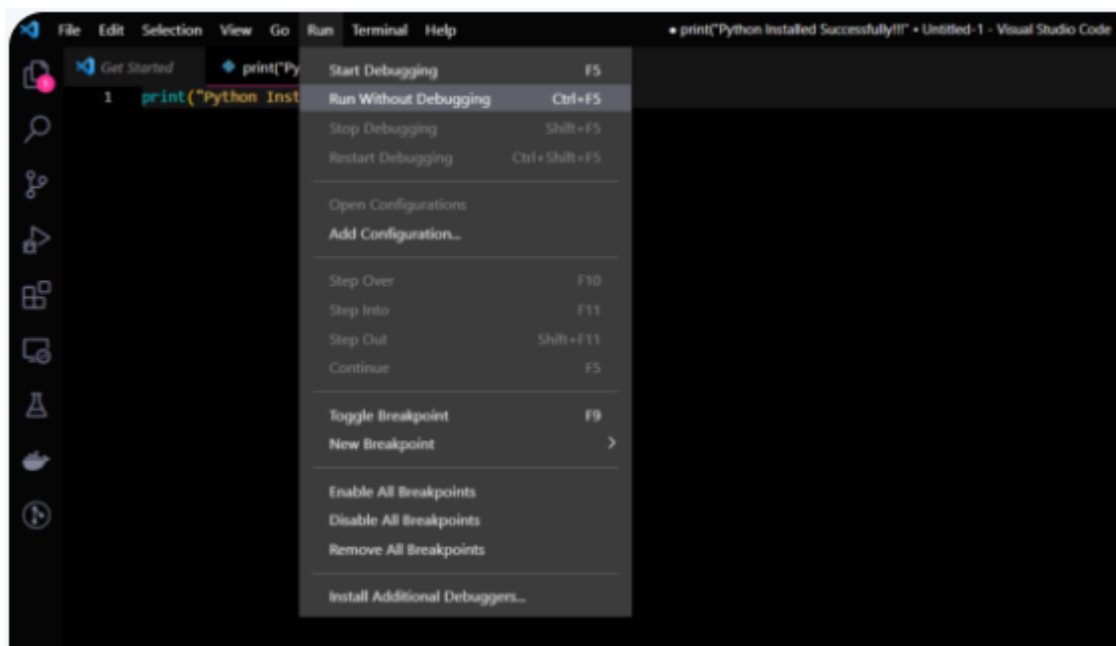 File Edit Selection View Go Run Terminal Help ● print("Python Installed Successfully!!!" • Untitled-1 - Visual Studio Code
1
Get Started print("Py
1 print("Python Inst
Start Debugging F5
Run Without Debugging Ctrl+F5
Stop Debugging Shift+F5
Restart Debugging Ctrl+Shift+F5
Open Configurations
Add Configuration...
Step Over F10
Step Into F11
Step Out Shift+F11
Continue F5
Toggle Breakpoint F9
New Breakpoint
Enable All Breakpoints
Disable All Breakpoints
Remove All Breakpoints
Install Additional Debuggers...